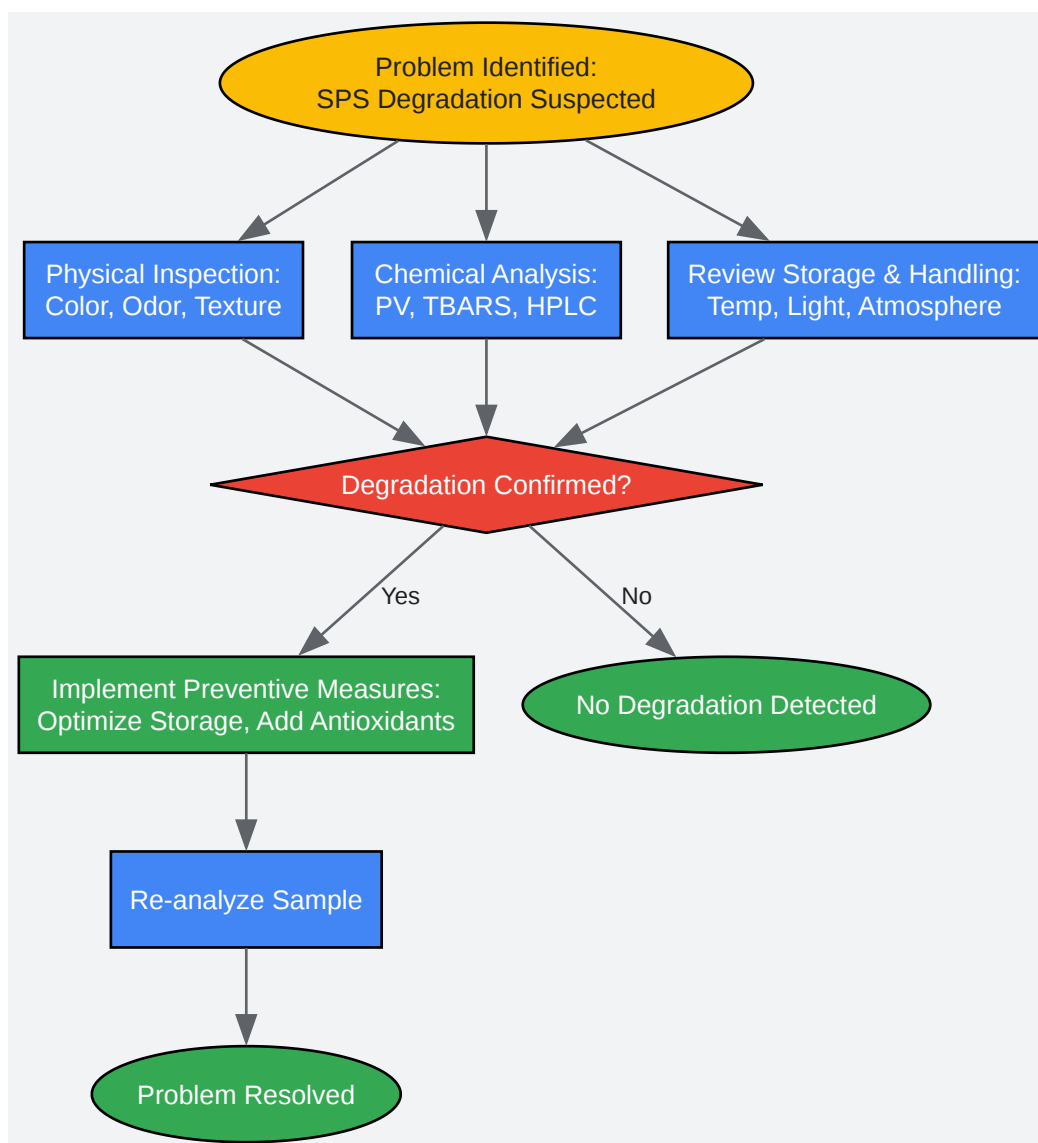 Problem Identified:
SPS Degradation Suspected
Physical Inspection:
Color, Odor, Texture
Chemical Analysis:
PV, TBARS, HPLC
Review Storage & Handling:
Temp, Light, Atmosphere
Degradation Confirmed?
Yes
No
Implement Preventive Measures:
Optimize Storage, Add Antioxidants
No Degradation Detected
Re-analyze Sample
Problem Resolved